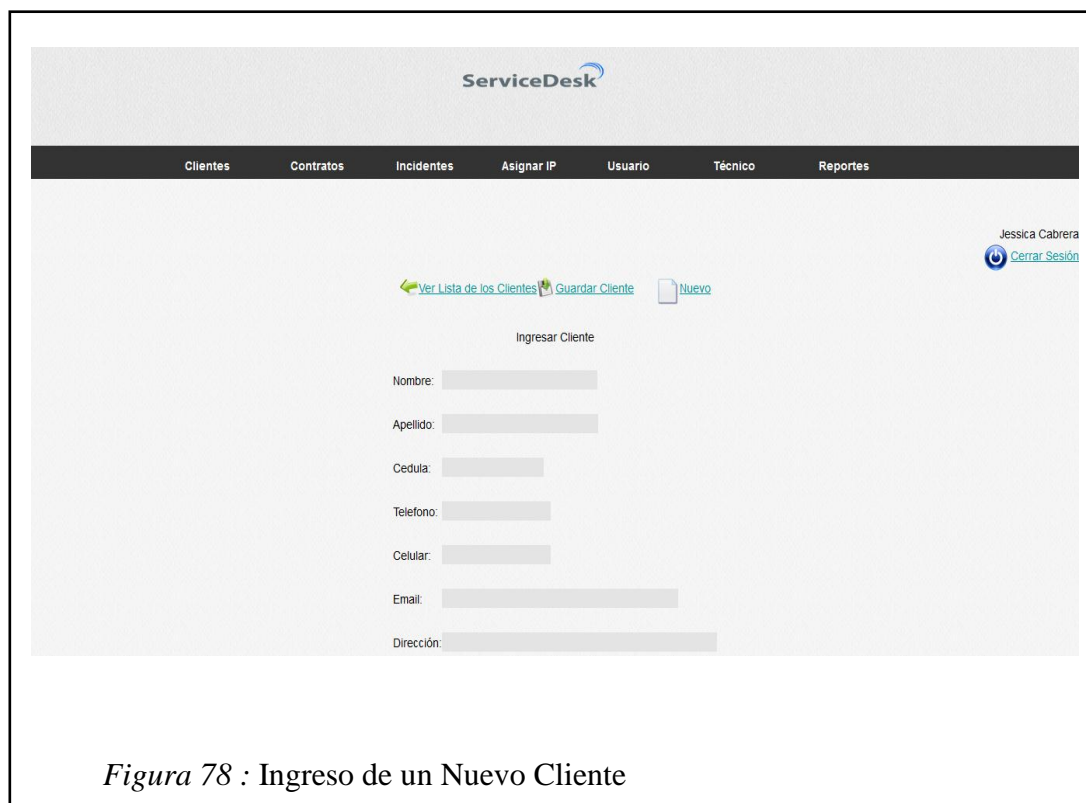 ServiceDesk
Clientes Contratos Incidentes Asignar IP Usuario Técnico Reportes
Jessica Cabrera
Cerrar Sesión
Ver Lista de los Clientes Guardar Cliente Nuevo
Ingresar Cliente
Nombre:
Apellido:
Cedula:
Telefono:
Celular:
Email:
Dirección:
Figura 78 : Ingreso de un Nuevo Cliente